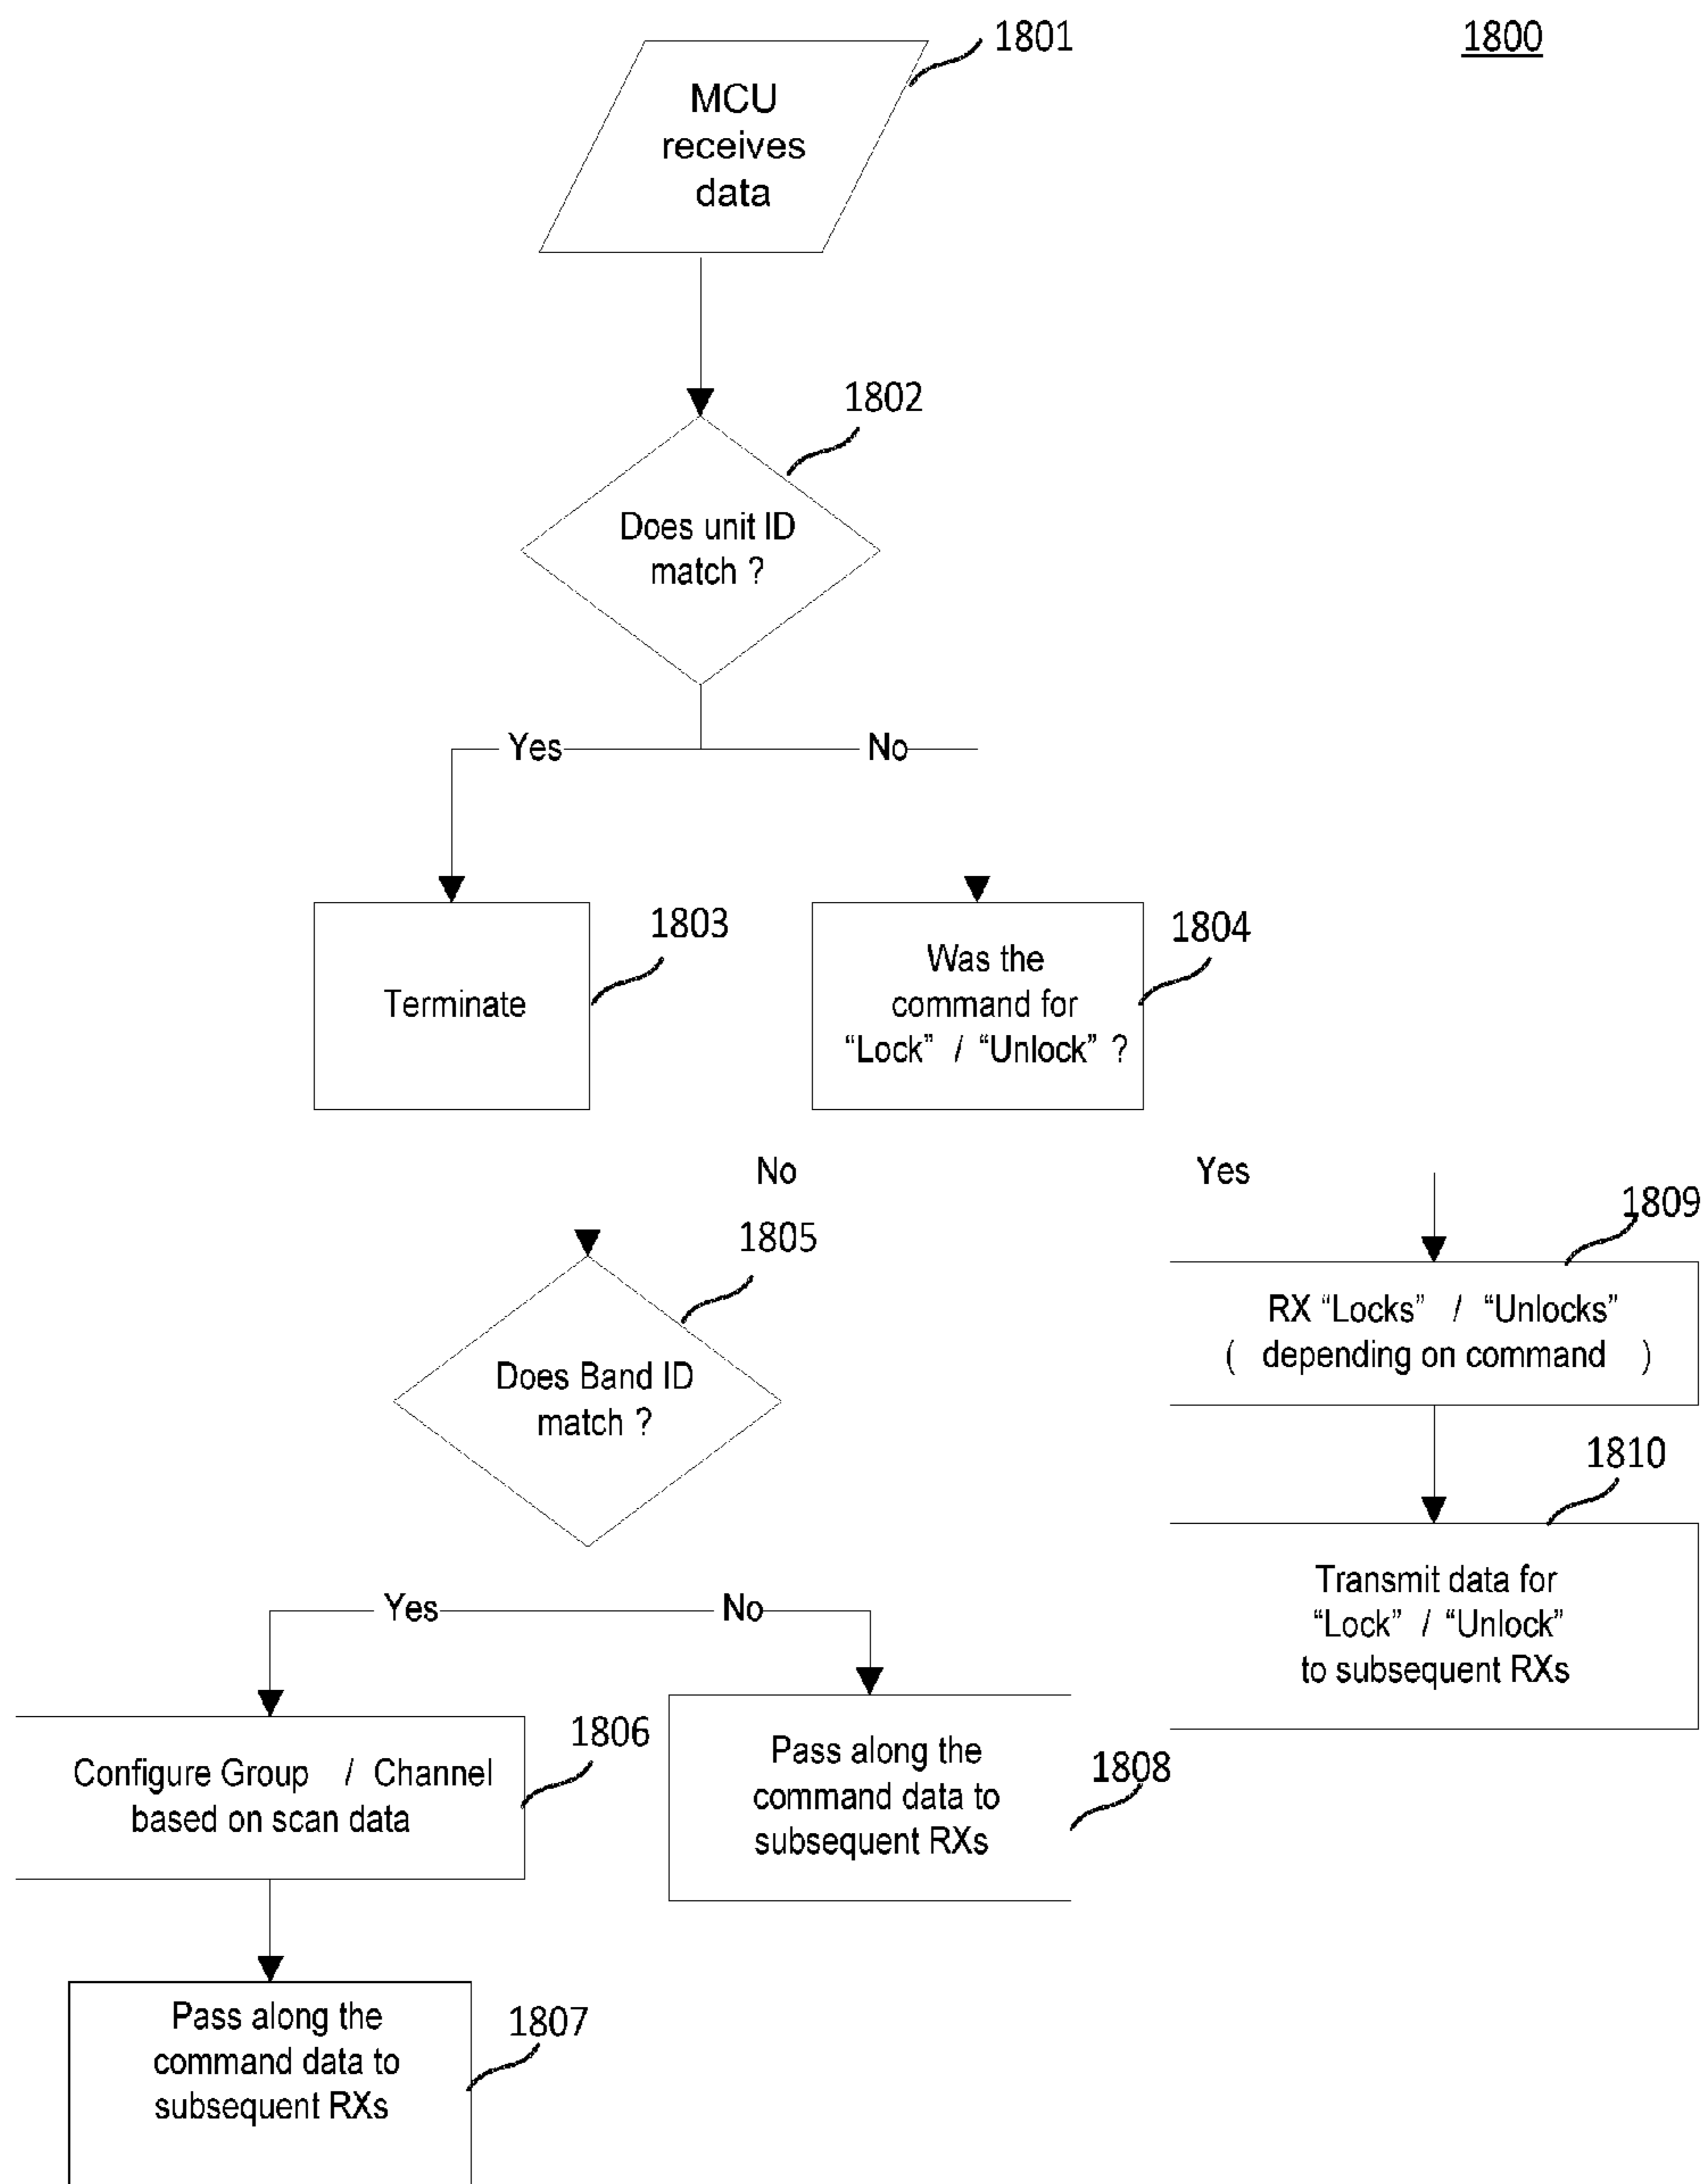 1801
1800
MCU
receives
data
1802
Does unit ID
match ?
Yes
No
1803
Terminate
1804
Was the
command for
“Lock” / “Unlock” ?
No
Yes
1805
1809
Does Band ID
match ?
RX “Locks” / “Unlocks”
( depending on command )
1810
Transmit data for
“Lock” / “Unlock”
to subsequent RXs
Yes
No
1806
Configure Group / Channel
based on scan data
1808
Pass along the
command data to
subsequent RXs
1807
Pass along the
command data to
subsequent RXs